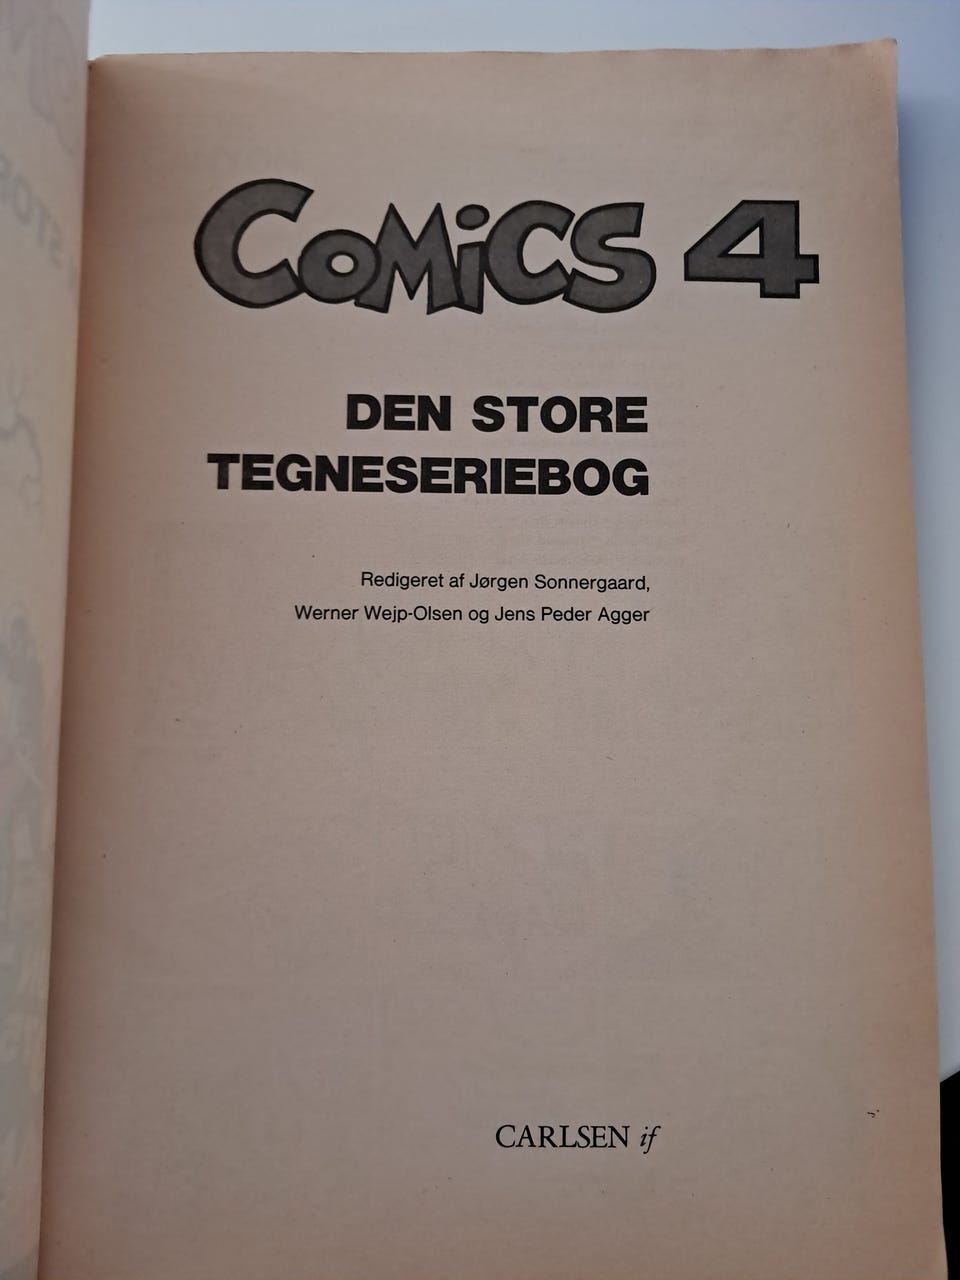 COMiCS 4
DEN STORE
TEGNESERIEBOG
Redigeret af Jørgen Sonnergaard,
Werner Wejp-Olsen og Jens Peder Agger
CARLSEN if